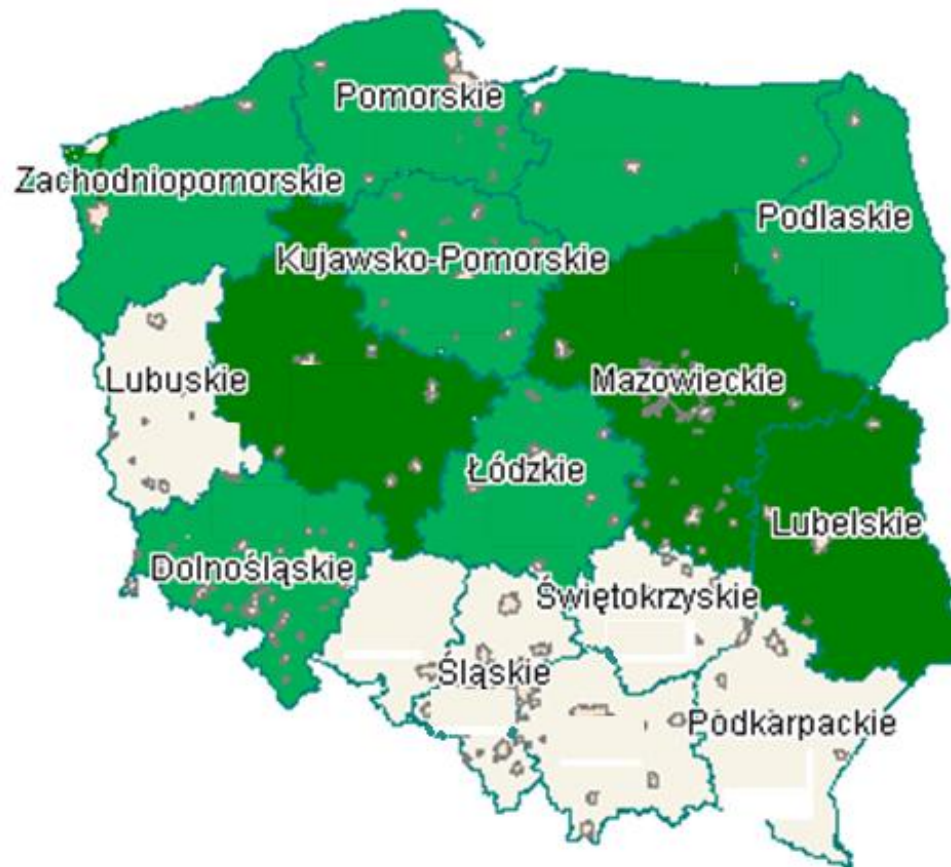 Pomorskie
Zachodniopomorskie
Podlaskie
Kujawsko-Pomorskie
Lubuskie
Mazowieckie
Łódzkie
Lubelskie
Dolnośląskie
Świętokrzyskie
Śląskie
Podkarpackie